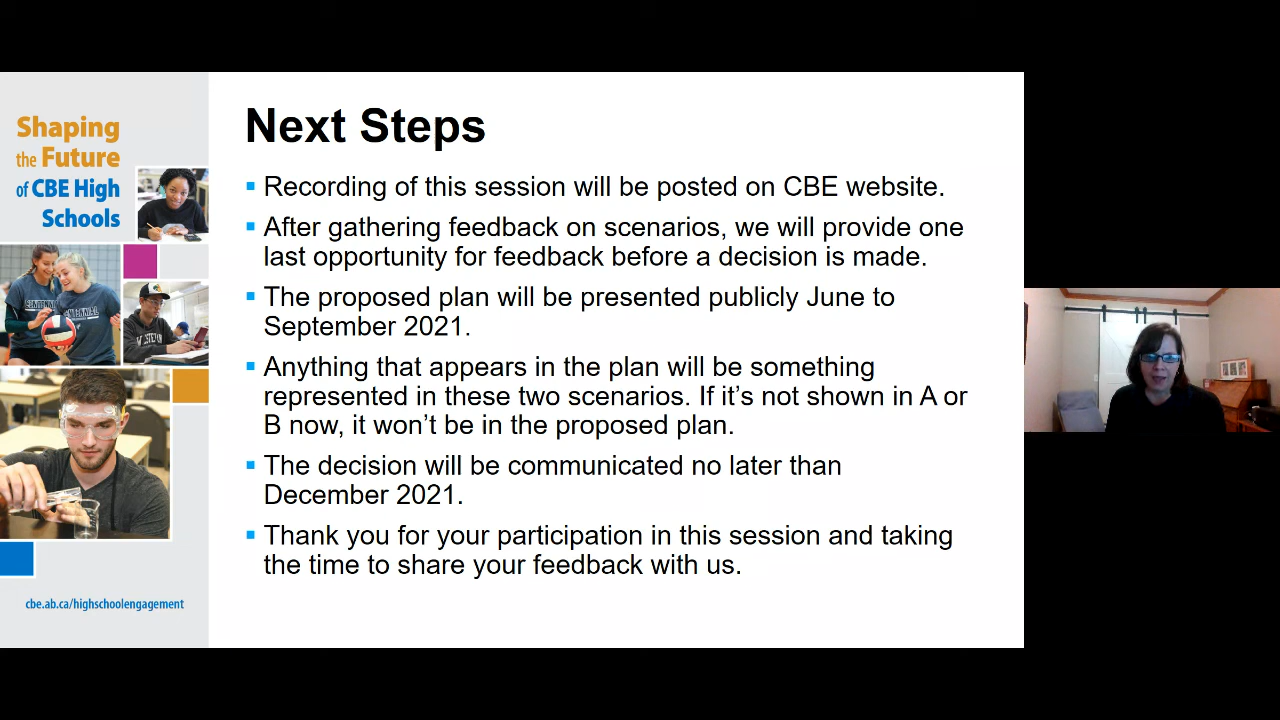 Shaping
the Future
of CBE High
Schools
Next Steps
Recording of this session will be posted on CBE website.
After gathering feedback on scenarios, we will provide one
last opportunity for feedback before a decision is made.
The proposed plan will be presented publicly June to
September 2021.
Anything that appears in the plan will be something
represented in these two scenarios. If it’s not shown in A or
B now, it won’t be in the proposed plan.
The decision will be communicated no later than
December 2021.
Thank you for your participation in this session and taking
the time to share your feedback with us.
cbe.ab.ca/highschoolengagement